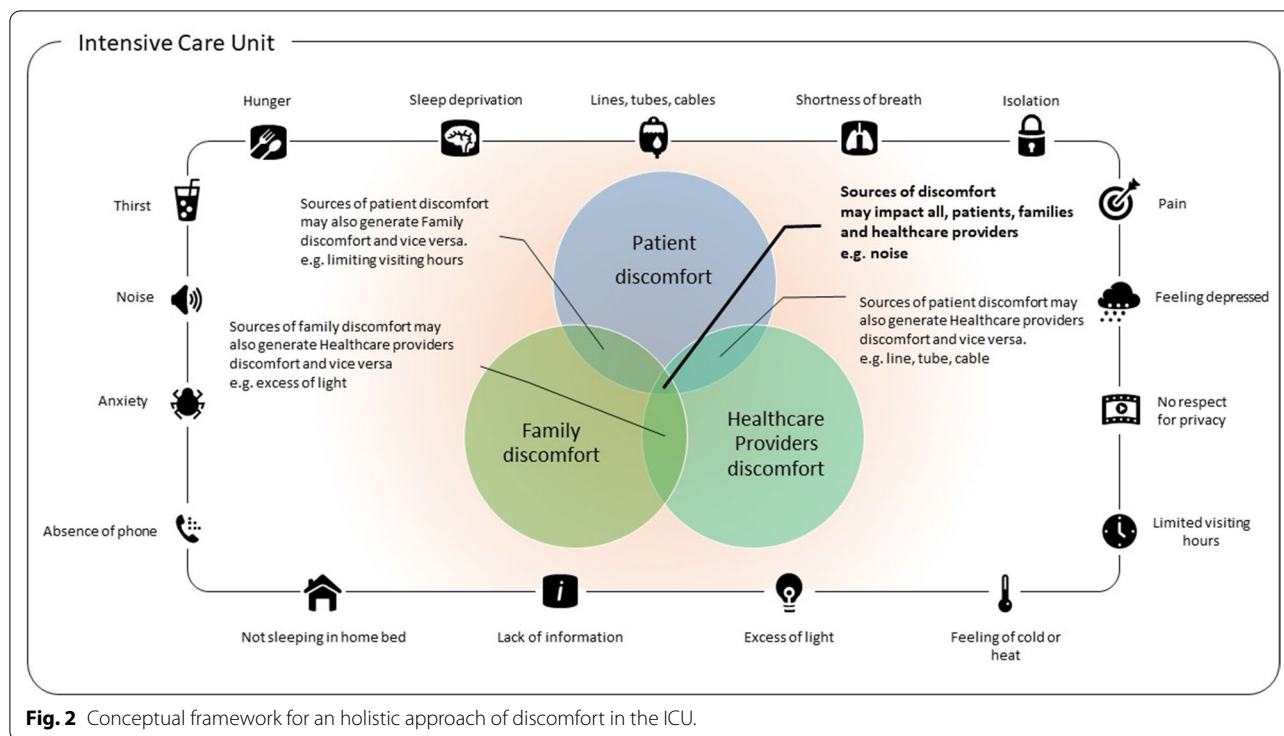 Intensive Care Unit
Hunger
Sleep deprivation
Lines, tubes, cables
Shortness of breath
Isolation
Thirst
Noise
Anxiety
Absence of phone
Sources of patient discomfort
may also generate Family
discomfort and vice versa.
e.g. limiting visiting hours
Sources of family discomfort may
also generate Healthcare providers
discomfort and vice versa
e.g. excess of light
Patient
discomfort
Family
discomfort
Healthcare
Providers
discomfort
Sources of discomfort
may impact all, patients, families
and healthcare providers
e.g. noise
Sources of patient discomfort may
also generate Healthcare providers
discomfort and vice versa.
e.g. line, tube, cable
Pain
Feeling depressed
No respect
for privacy
Limited visiting
hours
Not sleeping in home bed
i
Lack of information
Excess of light
Feeling of cold or
heat
Fig. 2 Conceptual framework for an holistic approach of discomfort in the ICU.